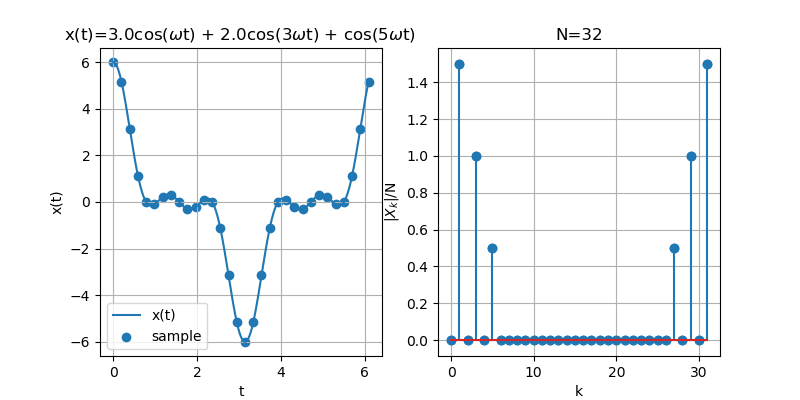 x(t)=3.0cos(ωt) + 2.0cos(3ωt) + cos(5ωt)
6
4
2
0
−2
−4
−6
x(t)
x(t)
sample
0 2 4 6
t
N=32
1.4
1.2
1.0
0.8
0.6
0.4
0.2
0.0
|Xₖ|/N
0 10 20 30
k